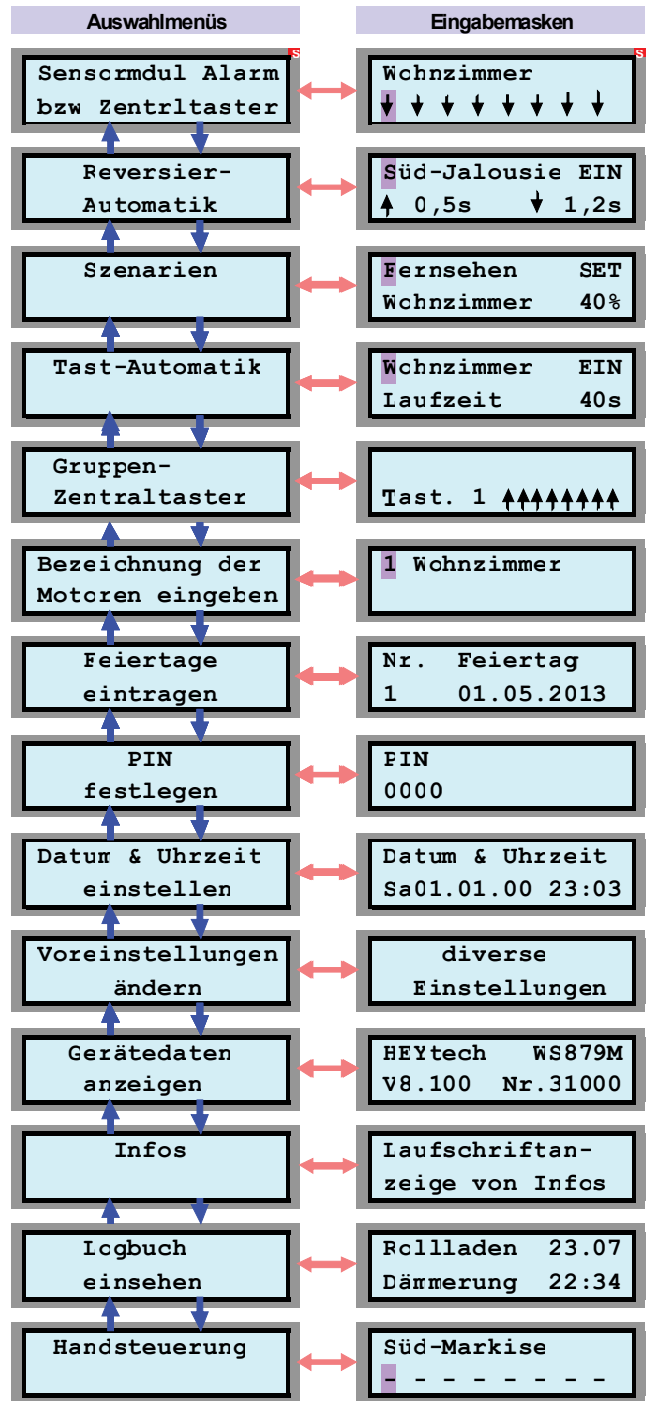 Auswahlmenüs Eingabemasken
S S
Sensormdul Alarm Wohnzimmer
bzw Zentrltaster ↓ ↓ ↓ ↓ ↓ ↓ ↓ ↓
Reversier- Süd-Jalousie EIN
Automatik ↑ 0,5s ↓ 1,2s
Szenarien Fernsehen SET
Wohnzimmer 40%
Tast-Automatik Wohnzimmer EIN
Laufzeit 40s
Gruppen-
Zentraltaster Tast. 1 ↑↑↑↑↑↑↑↑
Bezeichnung der 1 Wohnzimmer
Motoren eingeben
Feiertage Nr. Feiertag
eintragen 1 01.05.2013
PIN PIN
festlegen 0000
Datum & Uhrzeit Datum & Uhrzeit
einstellen Sa01.01.00 23:03
Voreinstellungen diverse
ändern Einstellungen
Gerätedaten HEYtech WS879M
anzeigen V8.100 Nr.31000
Infos Laufschriftan-
zeige von Infos
Logbuch Rollladen 23.07
einsehen Dämmerung 22:34
Handsteuerung Süd-Markise
- - - - - - - -